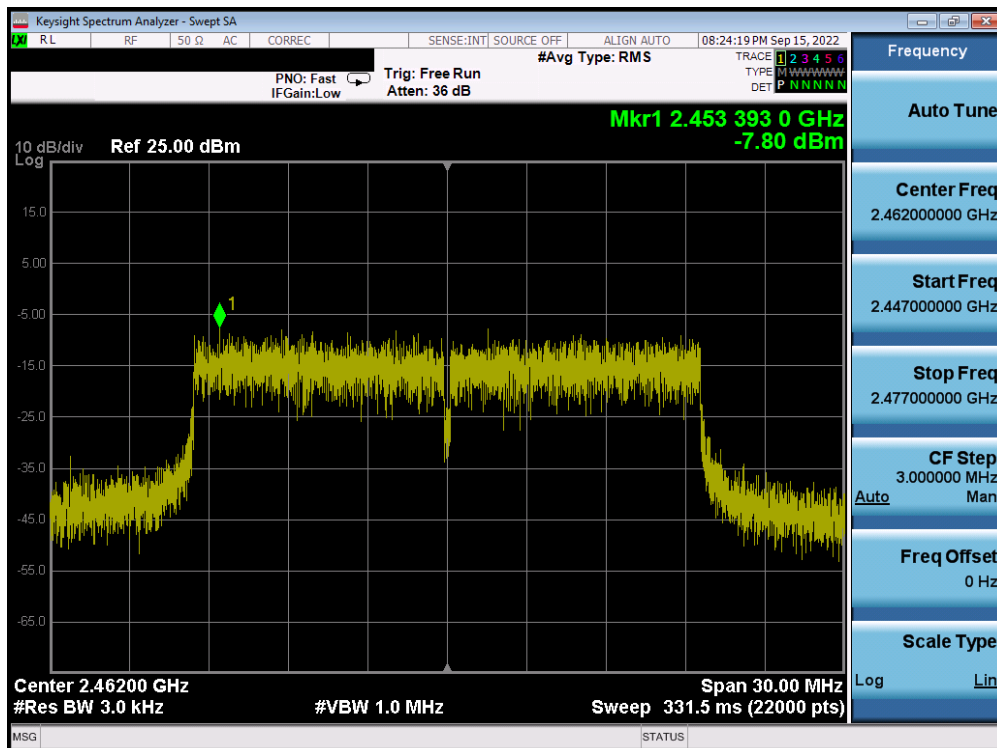 Keysight Spectrum Analyzer - Swept SA
LXI RL RF 50 Ω AC CORREC SENSE:INT SOURCE OFF ALIGN AUTO 08:24:19 PM Sep 15, 2022
PNO: Fast
IFGain:Low
Trig: Free Run
Atten: 36 dB
#Avg Type: RMS
TRACE 1 2 3 4 5 6
TYPE M WWWWW
DET P N N N N N
Mkr1 2.453 393 0 GHz
-7.80 dBm
10 dB/div Ref 25.00 dBm
Log
15.0
5.00
-5.00
1
-15.0
-25.0
-35.0
-45.0
-55.0
-65.0
Center 2.46200 GHz Span 30.00 MHz
#Res BW 3.0 kHz #VBW 1.0 MHz Sweep 331.5 ms (22000 pts)
MSG STATUS
Frequency
Auto Tune
Center Freq
2.462000000 GHz
Start Freq
2.447000000 GHz
Stop Freq
2.477000000 GHz
CF Step
3.000000 MHz
Auto Man
Freq Offset
0 Hz
Scale Type
Log Lin